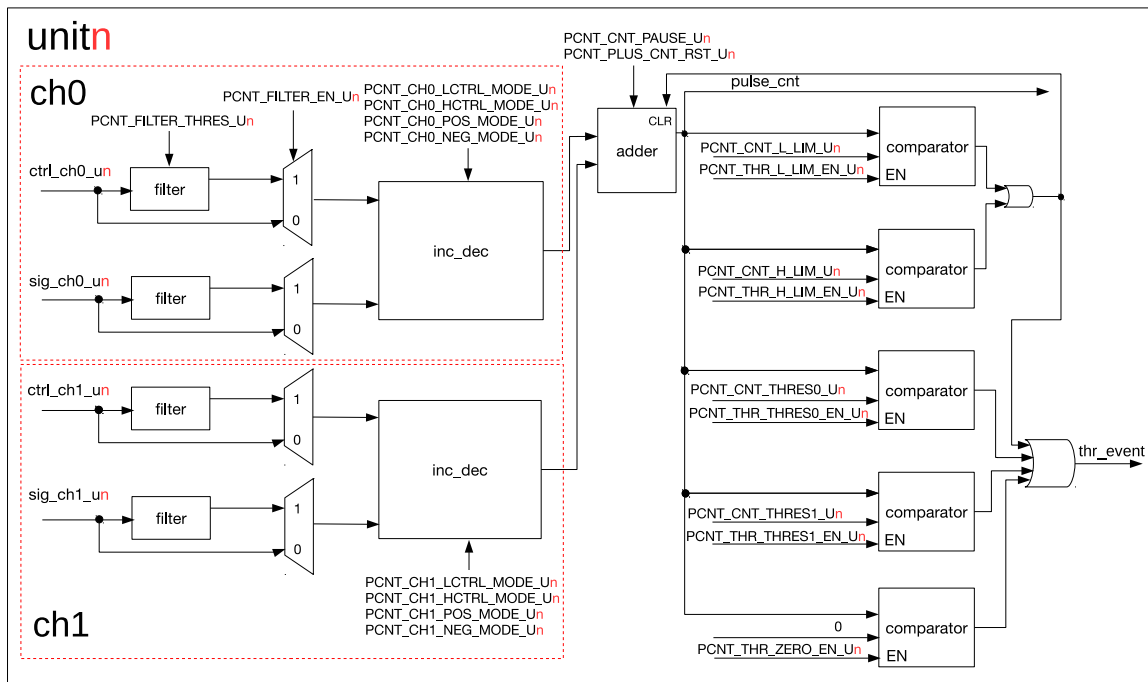 unitn
ch0
PCNT_FILTER_THRES_Un
PCNT_FILTER_EN_Un
PCNT_CH0_LCTRL_MODE_Un
PCNT_CH0_HCTRL_MODE_Un
PCNT_CH0_POS_MODE_Un
PCNT_CH0_NEG_MODE_Un
ctrl_ch0_un
filter
1
0
sig_ch0_un
filter
1
0
inc_dec
ctrl_ch1_un
filter
1
0
sig_ch1_un
filter
1
0
inc_dec
PCNT_CH1_LCTRL_MODE_Un
PCNT_CH1_HCTRL_MODE_Un
PCNT_CH1_POS_MODE_Un
PCNT_CH1_NEG_MODE_Un
ch1
PCNT_CNT_PAUSE_Un
PCNT_PLUS_CNT_RST_Un
CLR
adder
pulse_cnt
PCNT_CNT_L_LIM_Un
PCNT_THR_L_LIM_EN_Un
comparator
EN
PCNT_CNT_H_LIM_Un
PCNT_THR_H_LIM_EN_Un
comparator
EN
PCNT_CNT_THRES0_Un
PCNT_THR_THRES0_EN_Un
comparator
EN
PCNT_CNT_THRES1_Un
PCNT_THR_THRES1_EN_Un
comparator
EN
0
PCNT_THR_ZERO_EN_Un
comparator
EN
thr_event